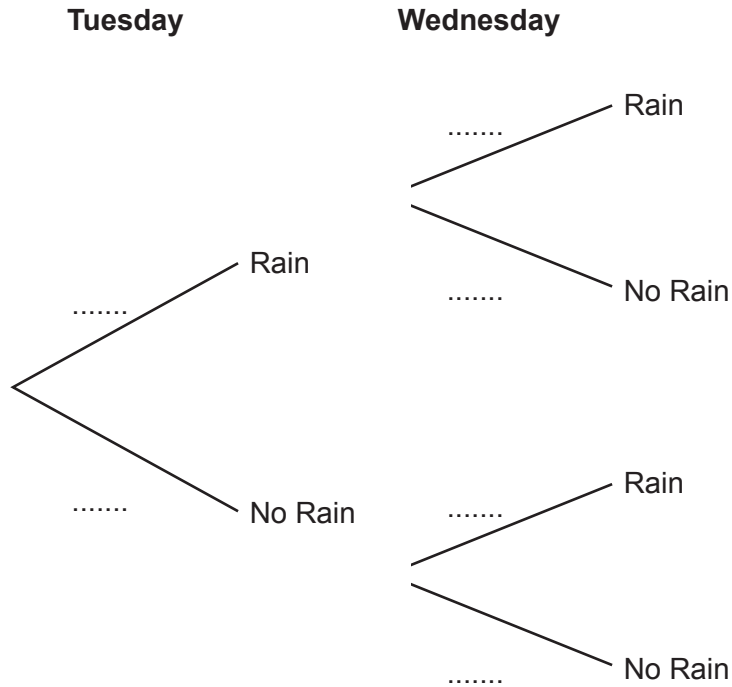 Tuesday Wednesday
....... Rain
Rain
.......
....... No Rain
....... Rain
No Rain
.......
....... No Rain